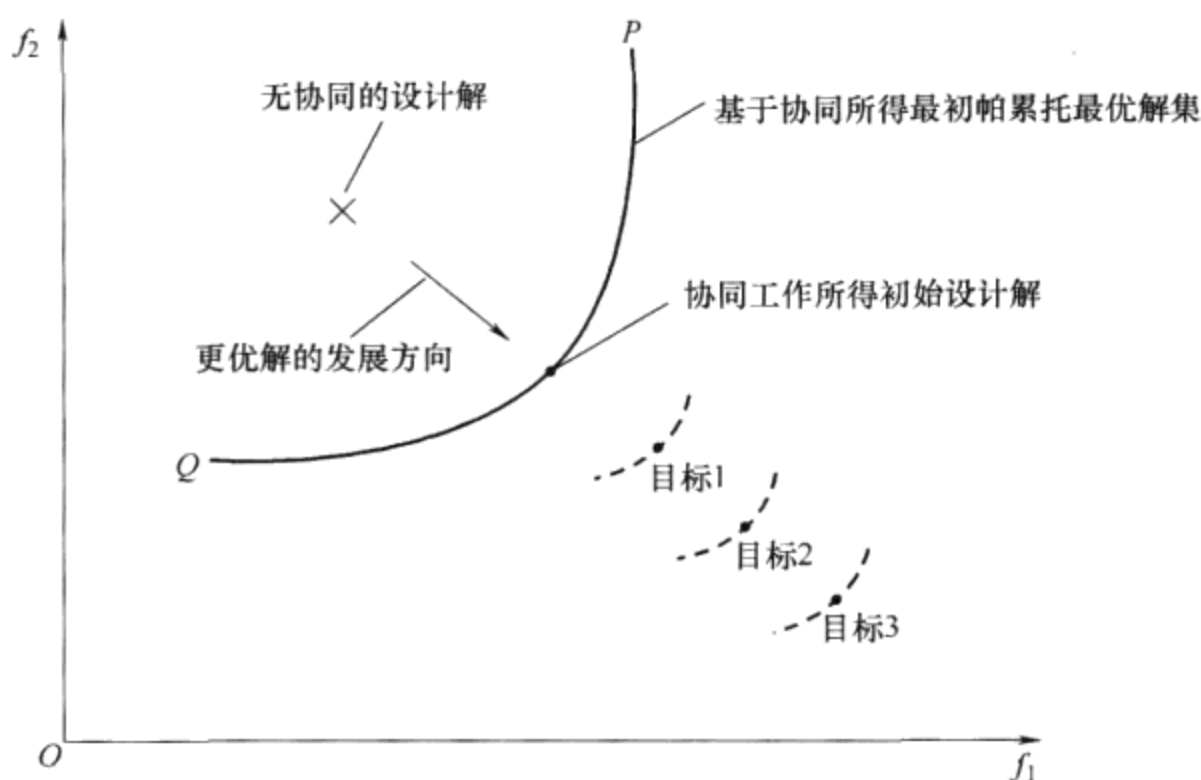 P
f₂
无协同的设计解
基于协同所得最初帕累托最优解集
协同工作所得初始设计解
更优解的发展方向
Q
目标1
目标2
目标3
O
f₁